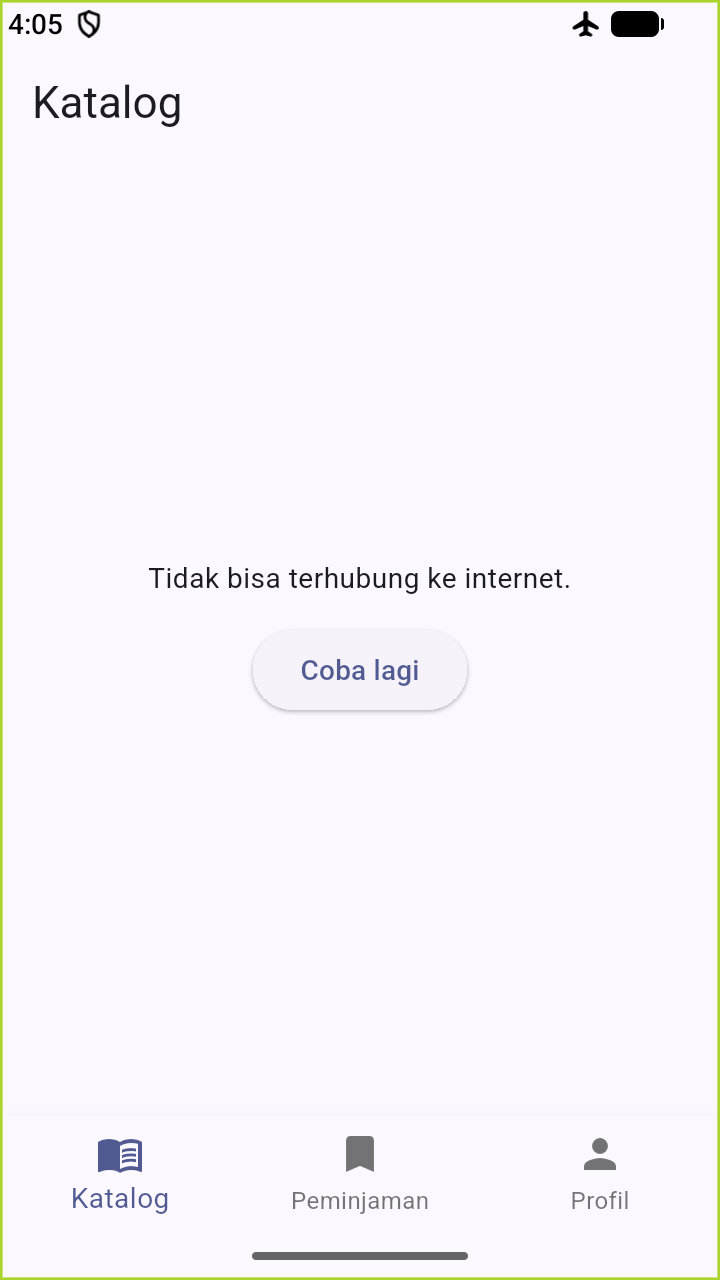 4:05
Katalog
Tidak bisa terhubung ke internet.
Coba lagi
Katalog
Peminjaman
Profil